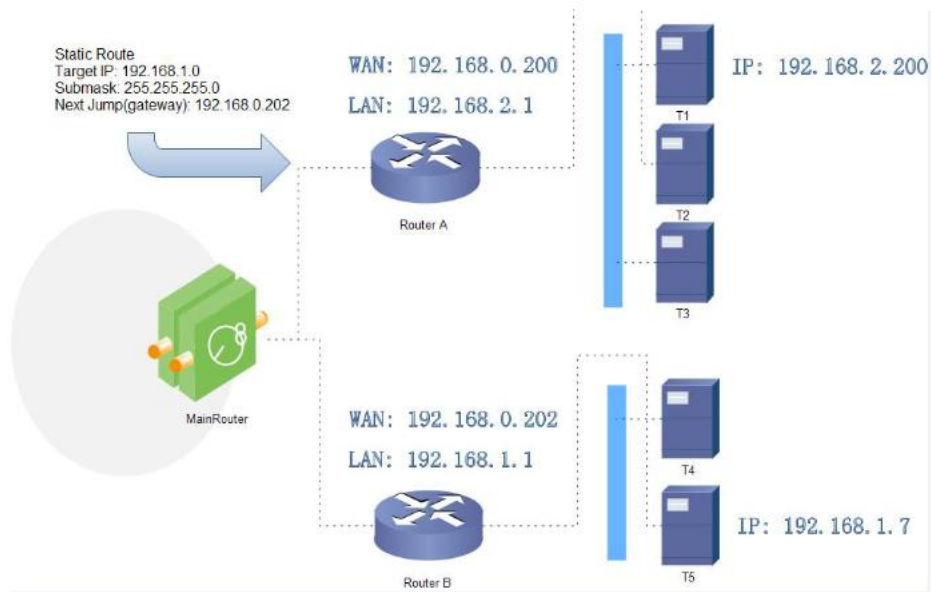 Static Route
Target IP: 192.168.1.0
Submask: 255.255.255.0
Next Jump(gateway): 192.168.0.202
WAN: 192.168.0.200
LAN: 192.168.2.1
Router A
T1
IP: 192.168.2.200
T2
T3
MainRouter
WAN: 192.168.0.202
LAN: 192.168.1.1
Router B
T4
IP: 192.168.1.7
T5